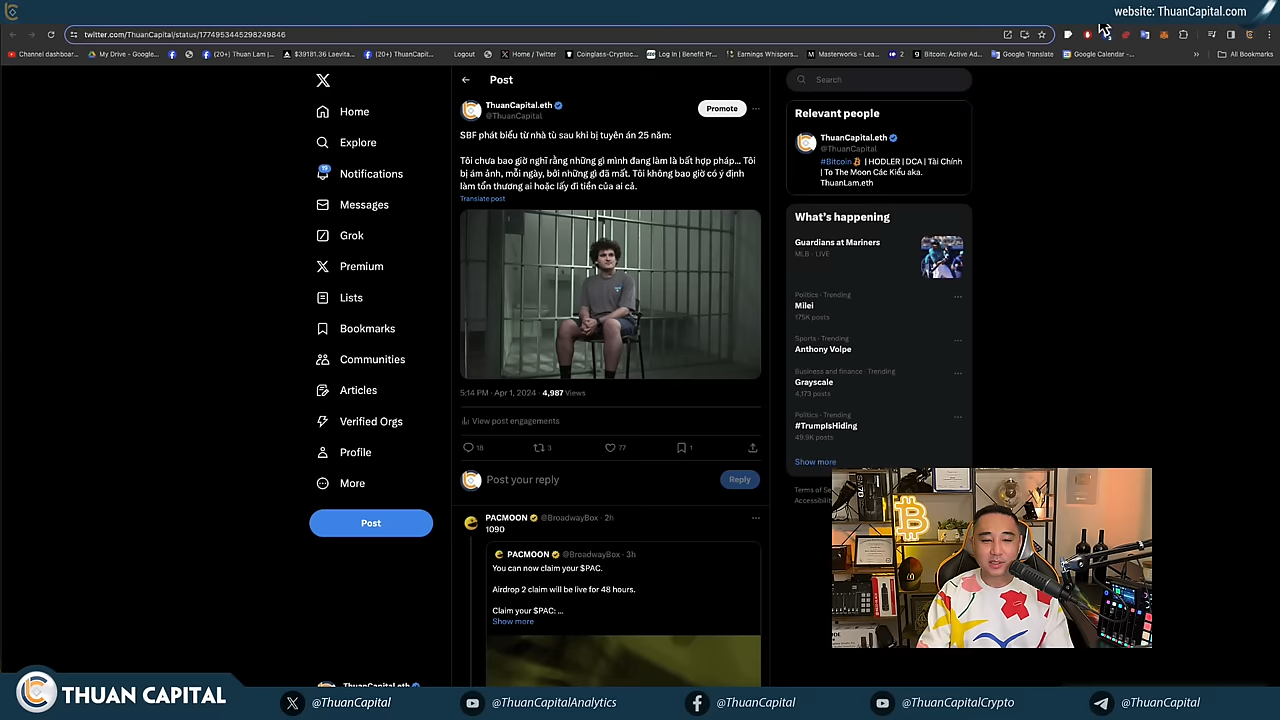 website: ThuanCapital.com
twitter.com/ThuanCapital/status/1774953445298249846
Channel dashboar...
My Drive - Google...
(20+) Thuan Lam |...
$39181.36 Laevita...
(20+) ThuanCapit...
Logout
Home / Twitter
Coinglass-Cryptoc...
Log In | Benefit Pr...
Earnings Whispers...
Masterworks – Lea...
2
Bitcoin: Active Ad...
Google Translate
Google Calendar -...
All Bookmarks
Home
Explore
19
Notifications
Messages
Grok
Premium
Lists
Bookmarks
Communities
Articles
Verified Orgs
Profile
More
Post
ThuanCapital.eth
Post
ThuanCapital.eth
@ThuanCapital
Promote
SBF phát biểu từ nhà tù sau khi bị tuyên án 25 năm:
Tôi chưa bao giờ nghĩ rằng những gì mình đang làm là bất hợp pháp... Tôi
bị ám ảnh, mỗi ngày, bởi những gì đã mất. Tôi không bao giờ có ý định
làm tổn thương ai hoặc lấy đi tiền của ai cả.
Translate post
5:14 PM · Apr 1, 2024 · 4,987 Views
View post engagements
18
3
77
1
Post your reply
Reply
PACMOON @BroadwayBox · 2h
1090
PACMOON @BroadwayBox · 3h
You can now claim your $PAC.
Airdrop 2 claim will be live for 48 hours.
Claim your $PAC: ...
Show more
Search
Relevant people
ThuanCapital.eth
@ThuanCapital
#Bitcoin | HODLER | DCA | Tài Chính
| To The Moon Các Kiểu aka.
ThuanLam.eth
What's happening
Guardians at Mariners
MLB · LIVE
Politics · Trending
Milei
175K posts
Sports · Trending
Anthony Volpe
Business and finance · Trending
Grayscale
4,173 posts
Politics · Trending
#TrumpIsHiding
49.9K posts
Show more
Terms of Se
Accessibilit
THUAN CAPITAL
@ThuanCapital
@ThuanCapitalAnalytics
@ThuanCapital
@ThuanCapitalCrypto
@ThuanCapital